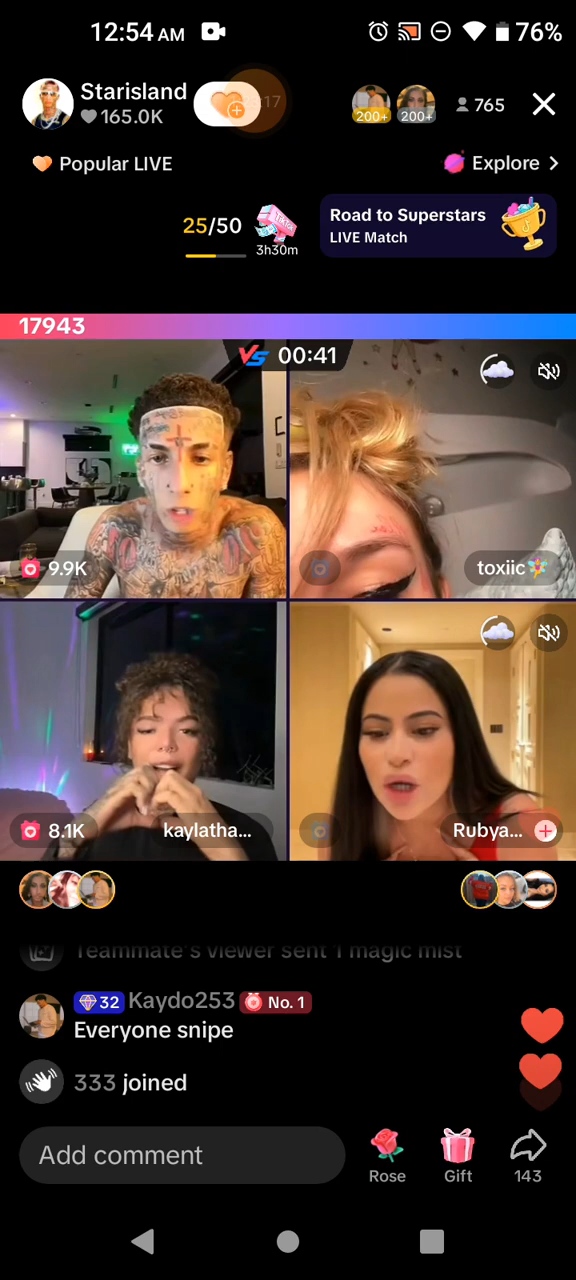 12:54 AM
76%
Starisland
165.0K
200+
200+
765
Popular LIVE
Explore >
25/50
TikTok
3h30m
Road to Superstars
LIVE Match
17943
VS 00:41
9.9K
toxiic
8.1K
kaylatha...
Rubya...
Teammate's viewer sent 1 magic mist
32 Kaydo253 No. 1
Everyone snipe
333 joined
Add comment
Rose
Gift
143